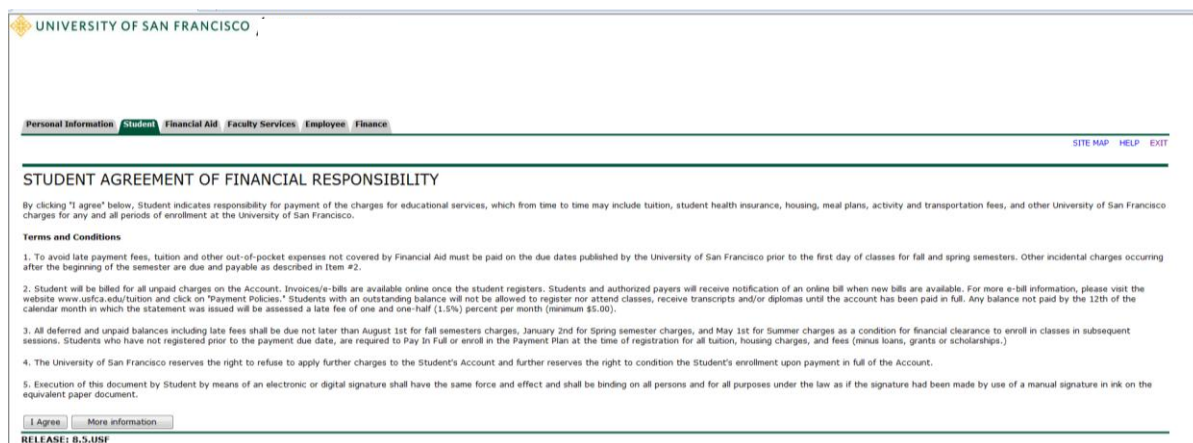 UNIVERSITY OF SAN FRANCISCO
Personal Information Student Financial Aid Faculty Services Employee Finance
SITE MAP HELP EXIT
STUDENT AGREEMENT OF FINANCIAL RESPONSIBILITY
By clicking "I agree" below, Student indicates responsibility for payment of the charges for educational services, which from time to time may include tuition, student health insurance, housing, meal plans, activity and transportation fees, and other University of San Francisco
charges for any and all periods of enrollment at the University of San Francisco.
Terms and Conditions
1. To avoid late payment fees, tuition and other out-of-pocket expenses not covered by Financial Aid must be paid on the due dates published by the University of San Francisco prior to the first day of classes for fall and spring semesters. Other incidental charges occurring
after the beginning of the semester are due and payable as described in Item #2.
2. Student will be billed for all unpaid charges on the Account. Invoices/e-bills are available online once the student registers. Students and authorized payers will receive notification of an online bill when new bills are available. For more e-bill information, please visit the
website www.usfca.edu/tuition and click on "Payment Policies." Students with an outstanding balance will not be allowed to register nor attend classes, receive transcripts and/or diplomas until the account has been paid in full. Any balance not paid by the 12th of the
calendar month in which the statement was issued will be assessed a late fee of one and one-half (1.5%) percent per month (minimum $5.00).
3. All deferred and unpaid balances including late fees shall be due not later than August 1st for fall semesters charges, January 2nd for Spring semester charges, and May 1st for Summer charges as a condition for financial clearance to enroll in classes in subsequent
sessions. Students who have not registered prior to the payment due date, are required to Pay In Full or enroll in the Payment Plan at the time of registration for all tuition, housing charges, and fees (minus loans, grants or scholarships.)
4. The University of San Francisco reserves the right to refuse to apply further charges to the Student's Account and further reserves the right to condition the Student's enrollment upon payment in full of the Account.
5. Execution of this document by Student by means of an electronic or digital signature shall have the same force and effect and shall be binding on all persons and for all purposes under the law as if the signature had been made by use of a manual signature in ink on the
equivalent paper document.
I Agree More information
RELEASE: 8.5.USF